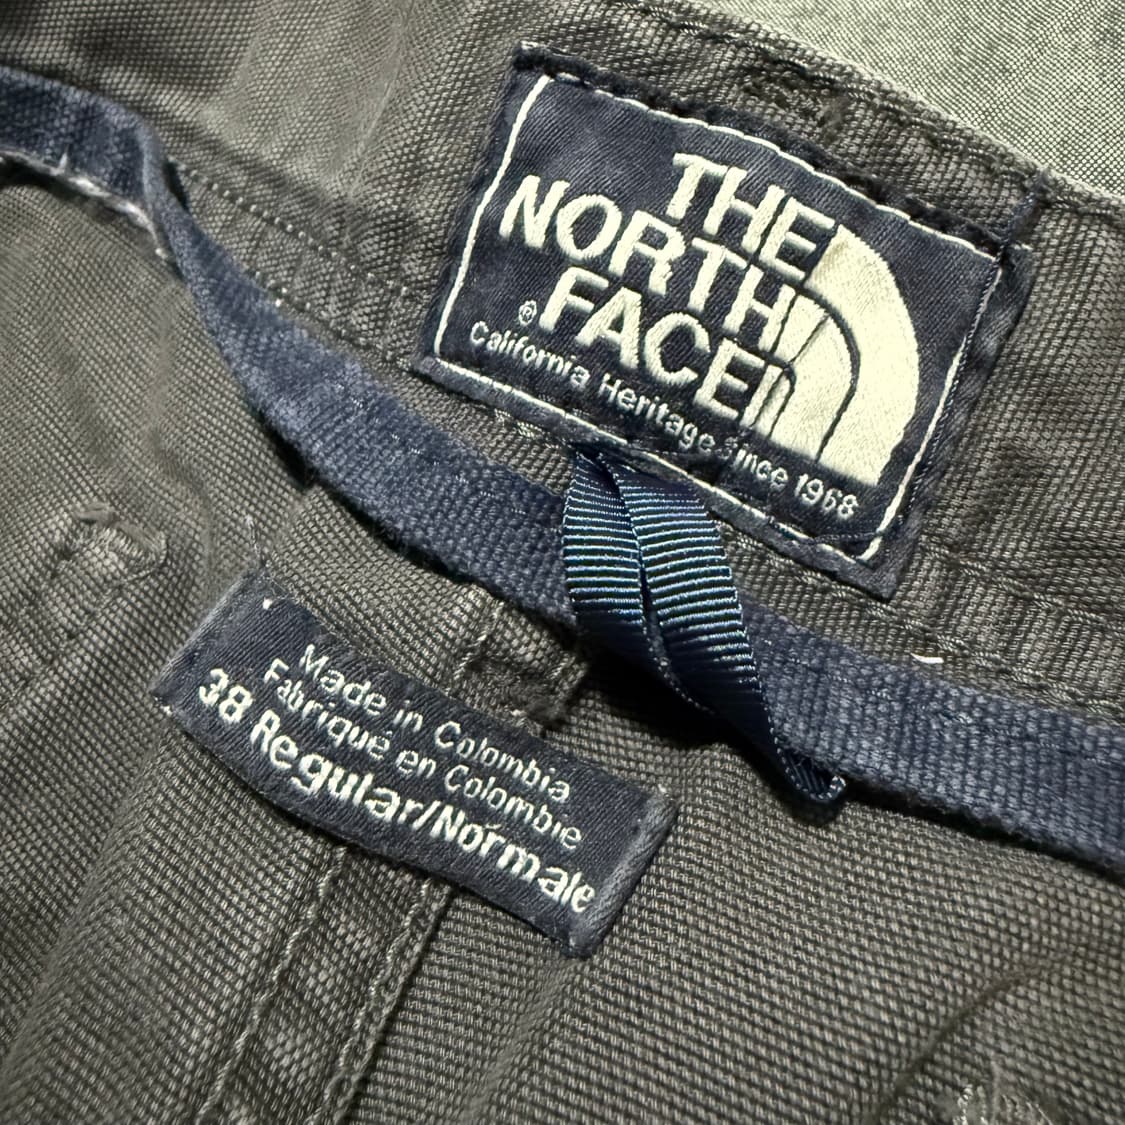 THE
NORTH
FACE
®
California Heritage Since 1968
Made in Colombia
Fabriqué en Colombie
38 Regular/Normale